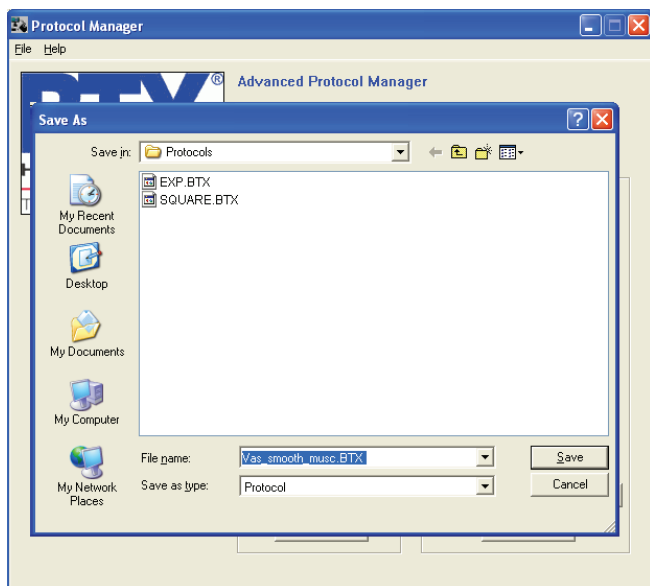 Protocol Manager
File Help
Advanced Protocol Manager
Save As
Save in: Protocols
EXP.BTX
SQUARE.BTX
My Recent
Documents
Desktop
My Documents
My Computer
My Network
Places
File name: Vas_smooth_musc.BTX
Save as type: Protocol
Save
Cancel